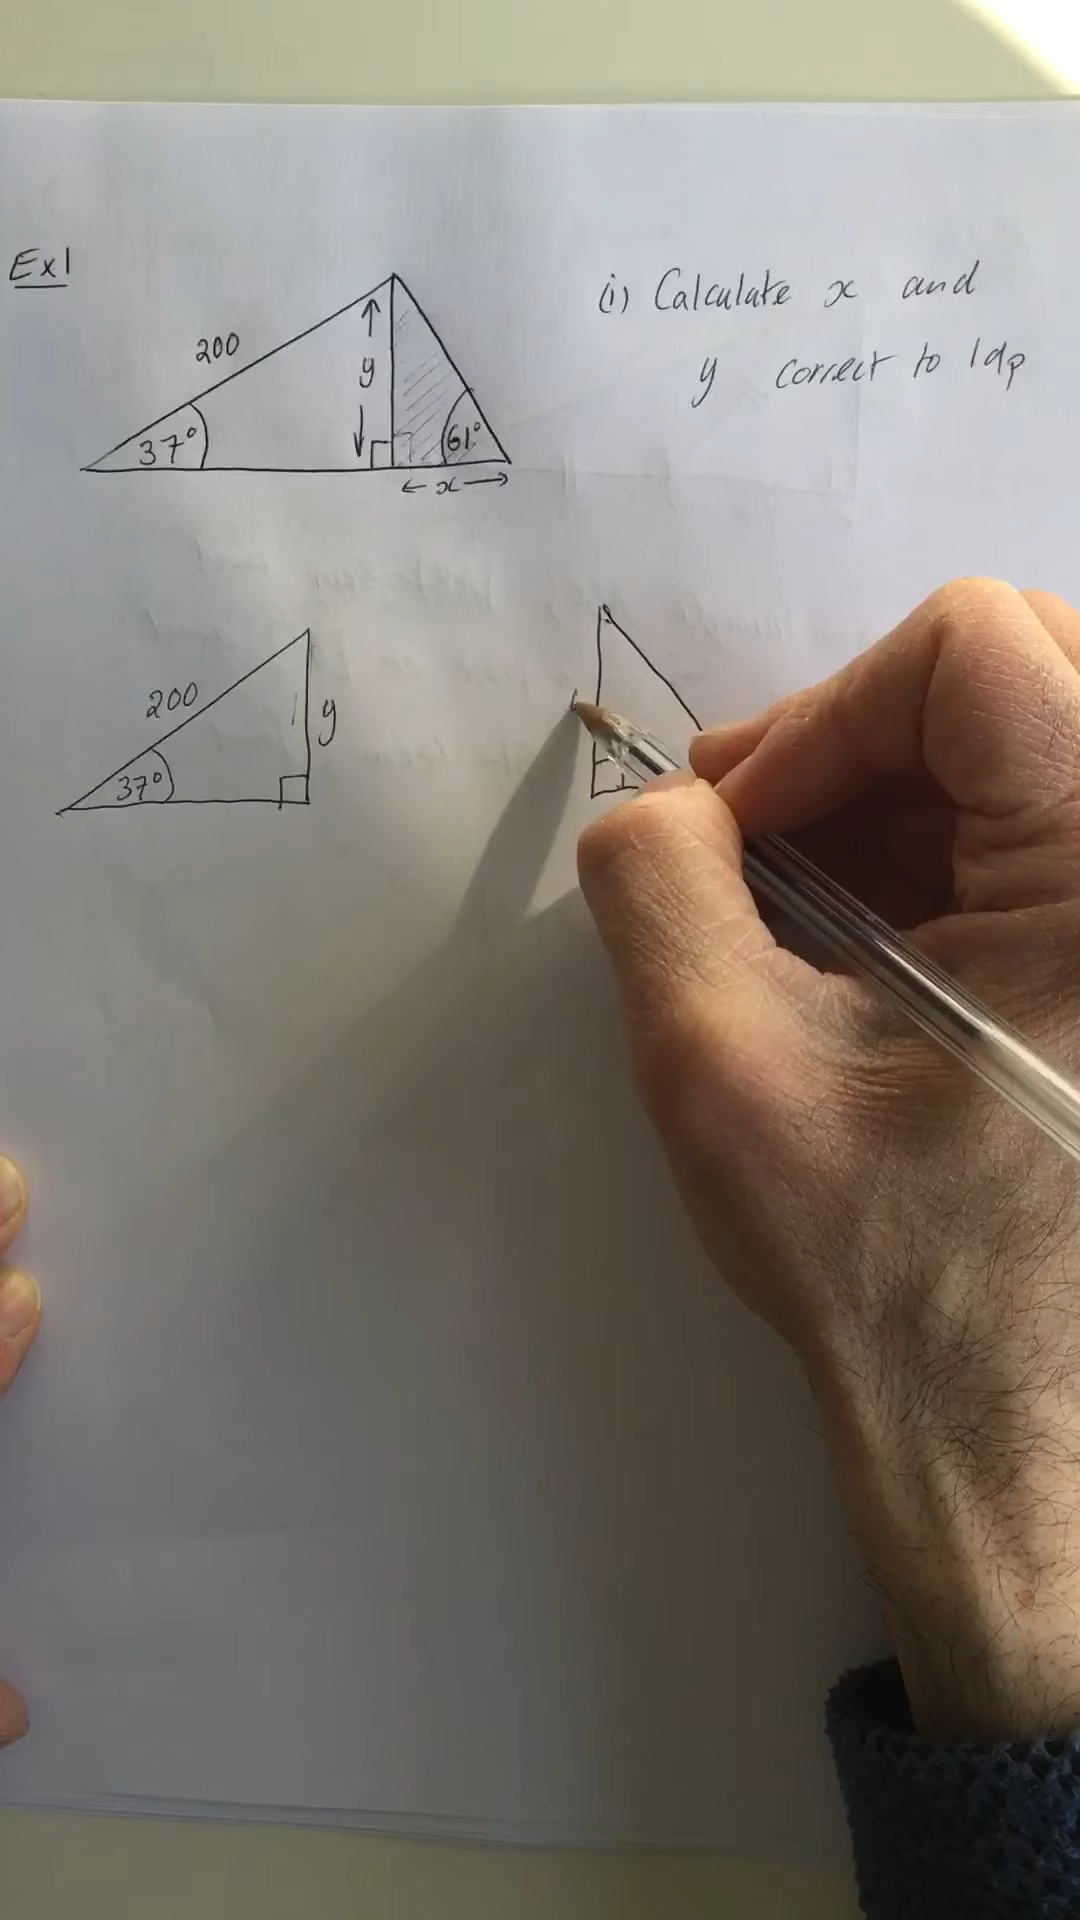 Ex1
(i) Calculate x and
y correct to 1dp
200
y
37°
61°
x
200
y
37°